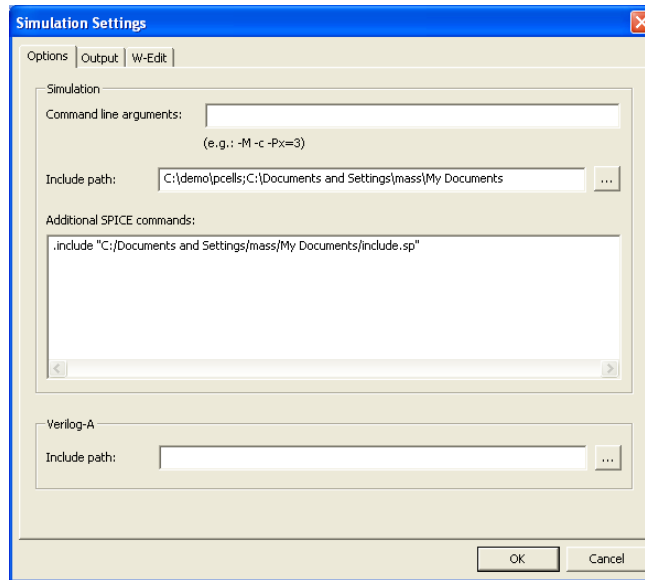 Simulation Settings
Options Output W-Edit
Simulation
Command line arguments:
(e.g.: -M -c -Px=3)
Include path: C:\demo\pcells;C:\Documents and Settings\mass\My Documents ...
Additional SPICE commands:
.include "C:/Documents and Settings/mass/My Documents/include.sp"
Verilog-A
Include path: ...
OK Cancel